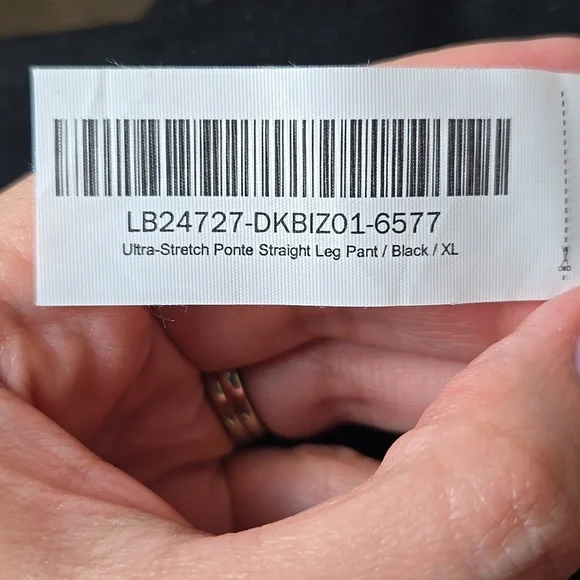 LB24727-DKBIZ01-6577
Ultra-Stretch Ponte Straight Leg Pant / Black / XL